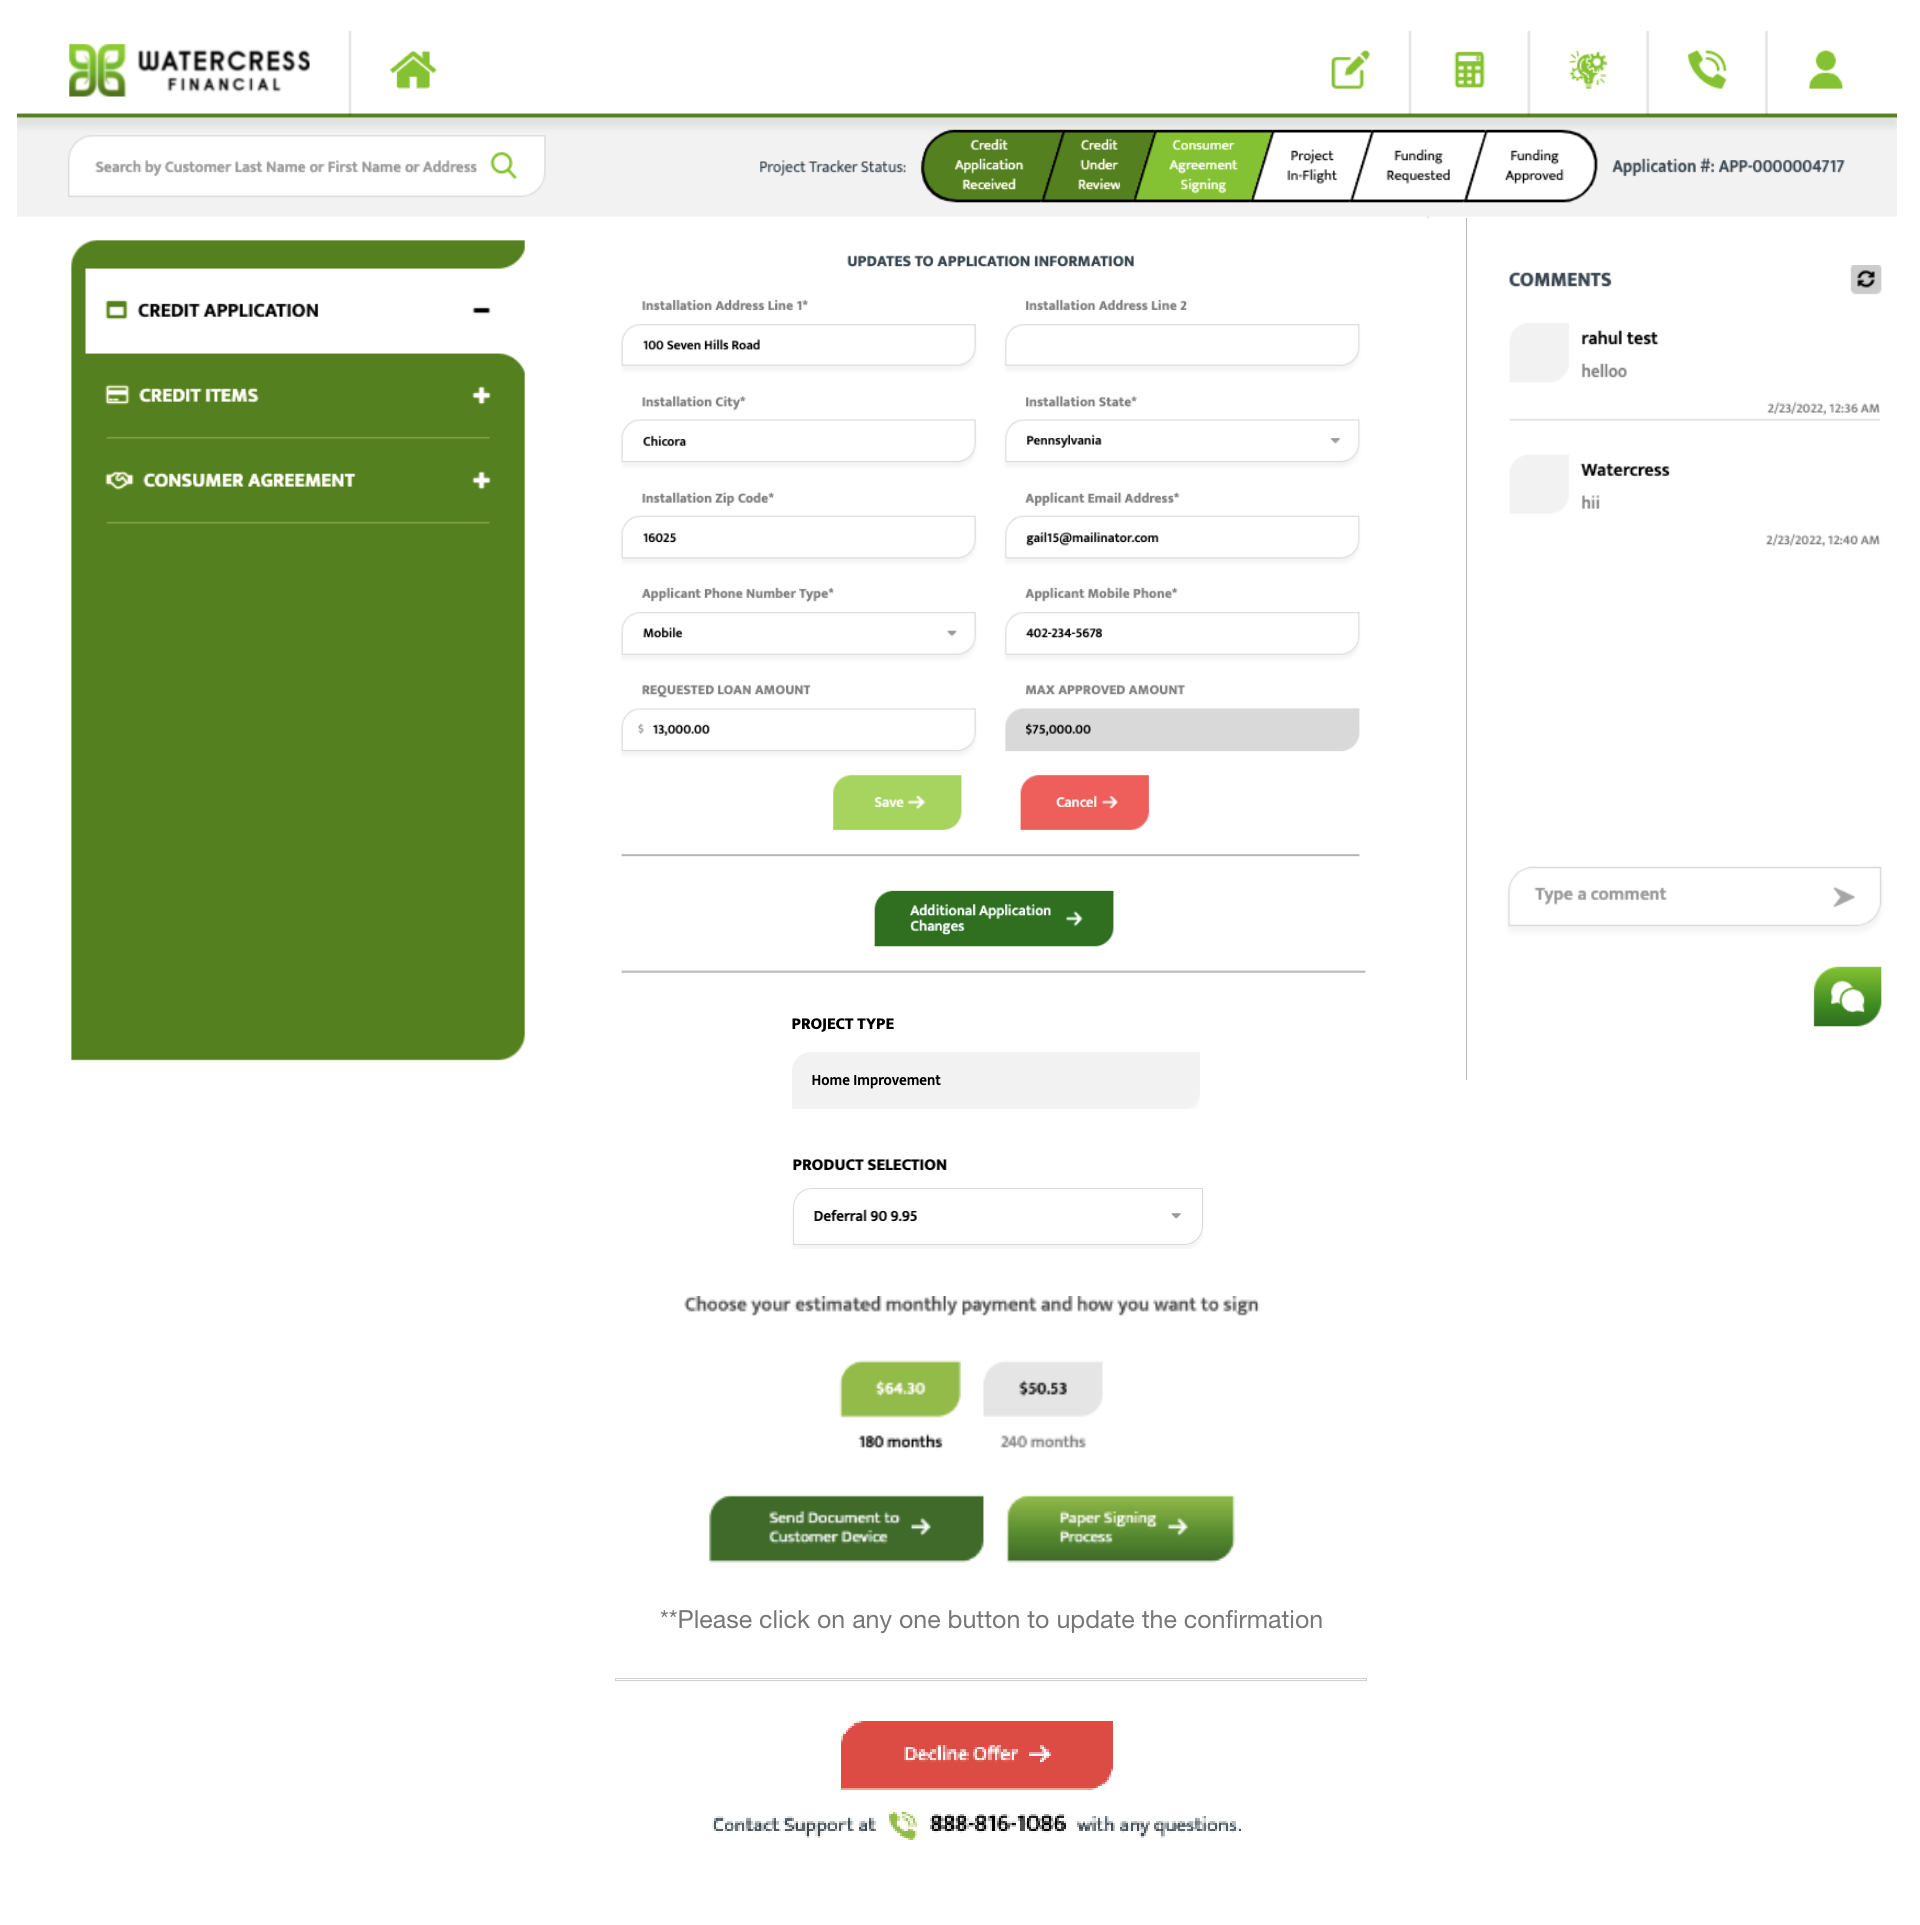 WATERCRESS
FINANCIAL
Search by Customer Last Name or First Name or Address
Project Tracker Status:
Credit
Application
Received
Credit
Under
Review
Consumer
Agreement
Signing
Project
In-Flight
Funding
Requested
Funding
Approved
Application #: APP-0000004717
CREDIT APPLICATION
CREDIT ITEMS
CONSUMER AGREEMENT
UPDATES TO APPLICATION INFORMATION
Installation Address Line 1*
Installation Address Line 2
100 Seven Hills Road
Installation City*
Installation State*
Chicora
Pennsylvania
Installation Zip Code*
Applicant Email Address*
16025
gail15@mailinator.com
Applicant Phone Number Type*
Applicant Mobile Phone*
Mobile
402-234-5678
REQUESTED LOAN AMOUNT
MAX APPROVED AMOUNT
$ 13,000.00
$75,000.00
Save
Cancel
Additional Application
Changes
PROJECT TYPE
Home Improvement
PRODUCT SELECTION
Deferral 90 9.95
Choose your estimated monthly payment and how you want to sign
$64.30
$50.53
180 months
240 months
Send Document to
Customer Device
Paper Signing
Process
**Please click on any one button to update the confirmation
Decline Offer
Contact Support at 888-816-1086 with any questions.
COMMENTS
rahul test
helloo
2/23/2022, 12:36 AM
Watercress
hii
2/23/2022, 12:40 AM
Type a comment